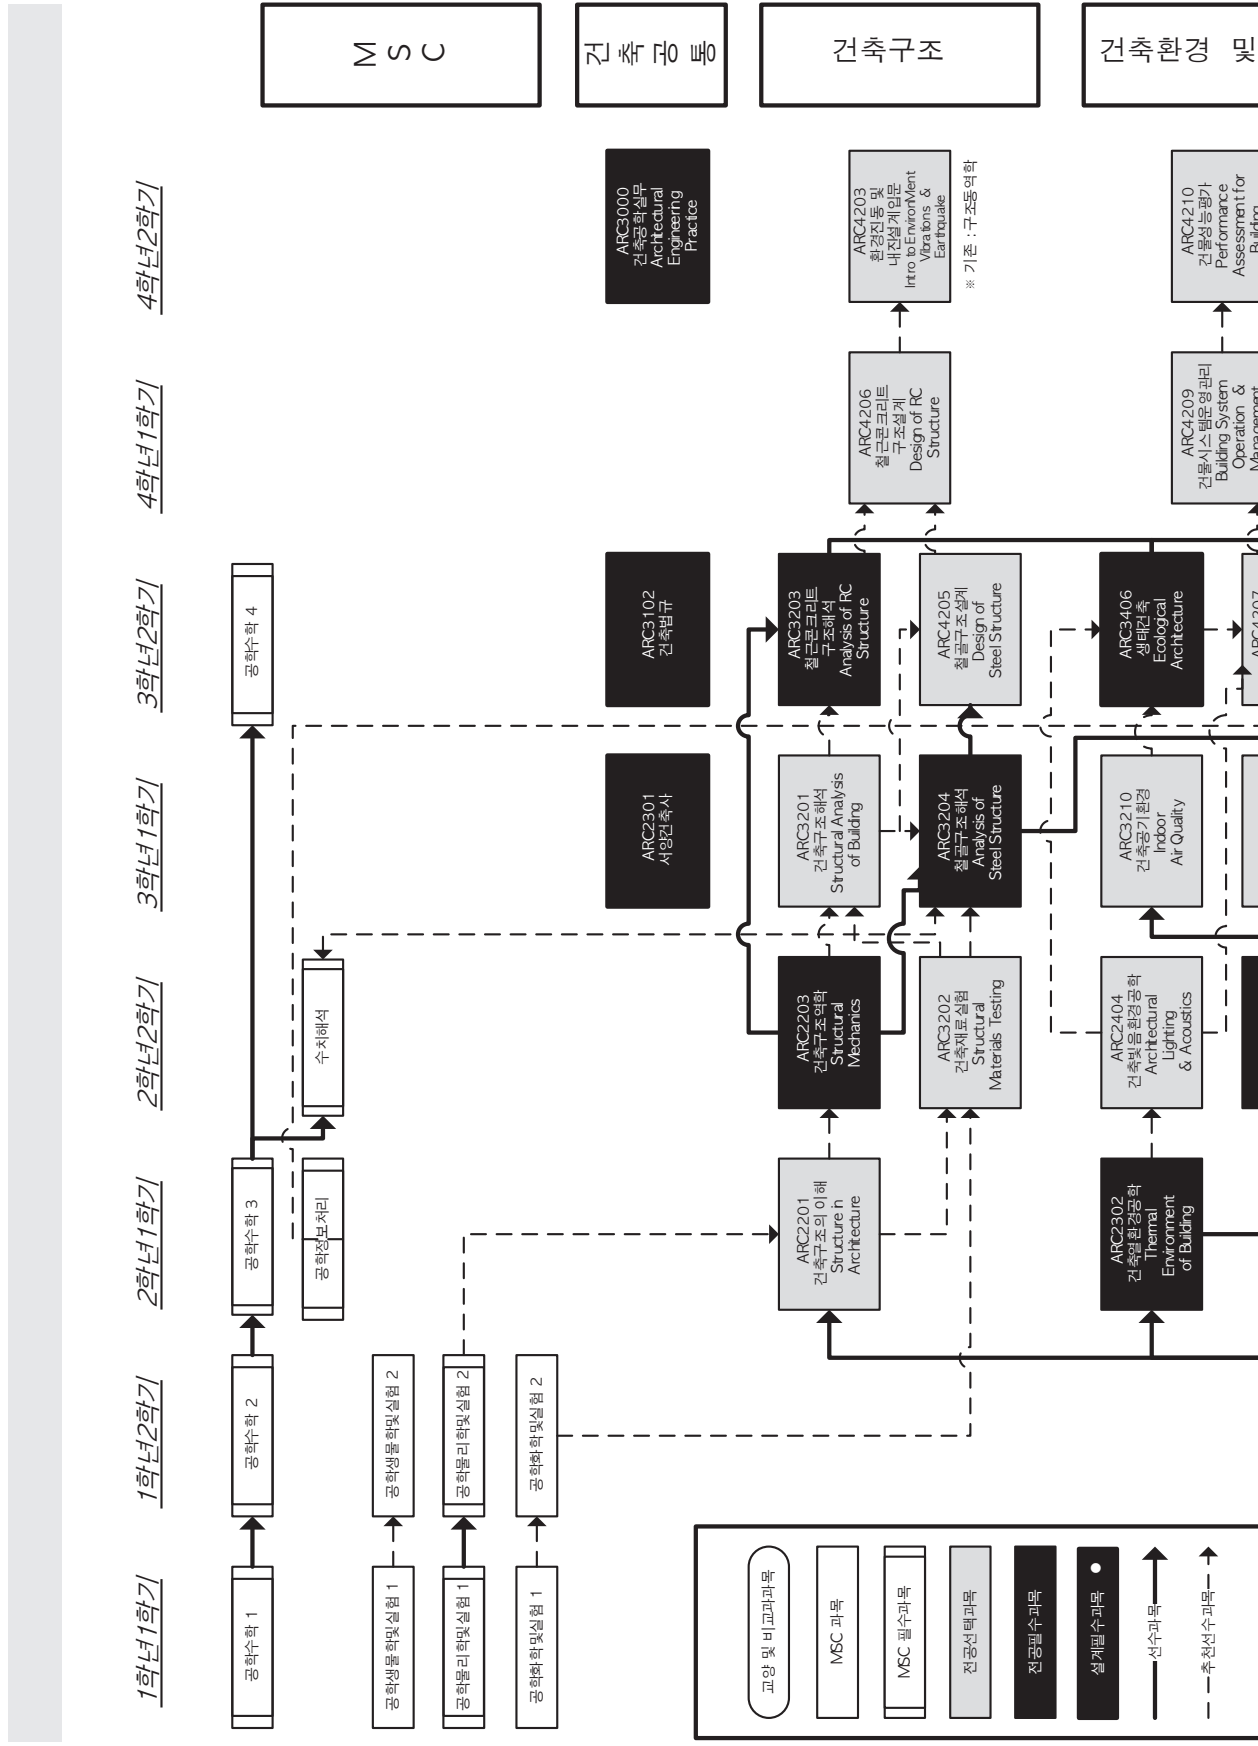 MSC
건축공통
건축구조
건축환경 및
1학년1학기
1학년2학기
2학년1학기
2학년2학기
3학년1학기
3학년2학기
4학년1학기
4학년2학기
공학수학 1
공학수학 2
공학수학 3
공학수학 4
공학정보처리
수치해석
공학생물학및실험 1
공학생물학및실험 2
공학물리학및실험 1
공학물리학및실험 2
공학화학및실험 1
공학화학및실험 2
ARC2301
서양건축사
ARC3102
건축법규
ARC3000
건축공학실무
Architectural
Engineering
Practice
ARC2201
건축구조의 이해
Structure in
Architecture
ARC2203
건축구조역학
Structural
Mechanics
ARC3202
건축재료실험
Structural
Materials Testing
ARC3201
건축구조해석
Structural Analysis
of Building
ARC3204
철골구조해석
Analysis of
Steel Structure
ARC3203
철근콘크리트
구조해석
Analysis of RC
Structure
ARC4205
철골구조설계
Design of
Steel Structure
ARC4206
철근콘크리트
구조설계
Design of RC
Structure
ARC4203
환경진동 및
내진설계입문
Intro to EnvironMent
Vibrations &
Earthquake
※ 기존 : 구조동역학
ARC2302
건축열환경공학
Thermal
Environment
of Building
ARC2404
건축빛음환경공학
Architectural
Lighting
& Acoustics
ARC3210
건축공기환경
Indoor
Air Quality
ARC3406
생태건축
Ecological
Architecture
ARC4207
ARC4209
건물시스템운영관리
Building System
Operation &
Management
ARC4210
건물성능평가
Performance
Assessment for
Building
교양 및 비교과과목
MSC 과목
MSC 필수과목
전공선택과목
전공필수과목
설계필수과목
선수과목
추천선수과목